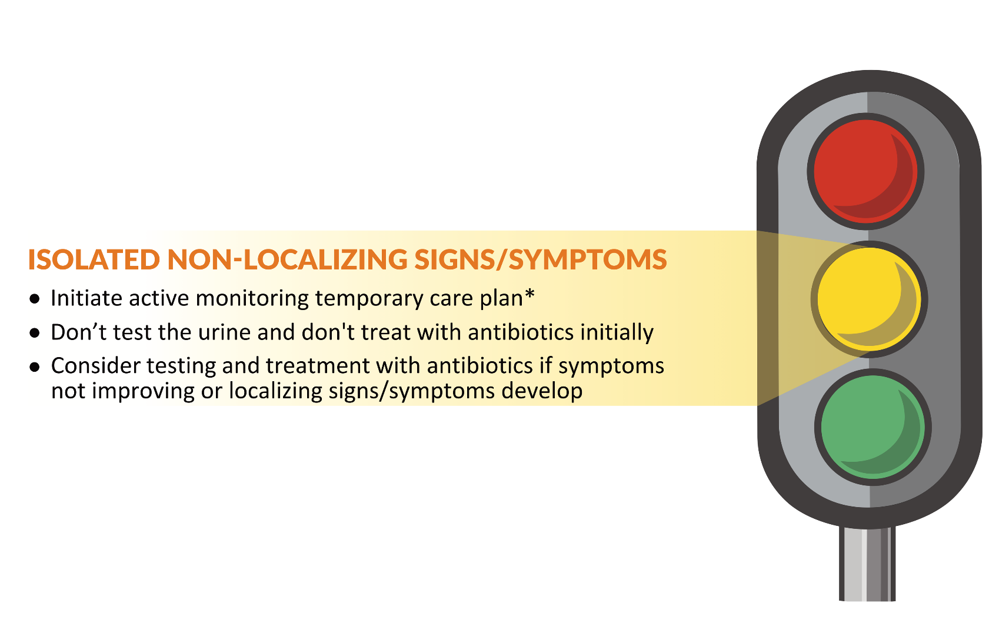 ISOLATED NON-LOCALIZING SIGNS/SYMPTOMS
● Initiate active monitoring temporary care plan*
● Don’t test the urine and don't treat with antibiotics initially
● Consider testing and treatment with antibiotics if symptoms
not improving or localizing signs/symptoms develop